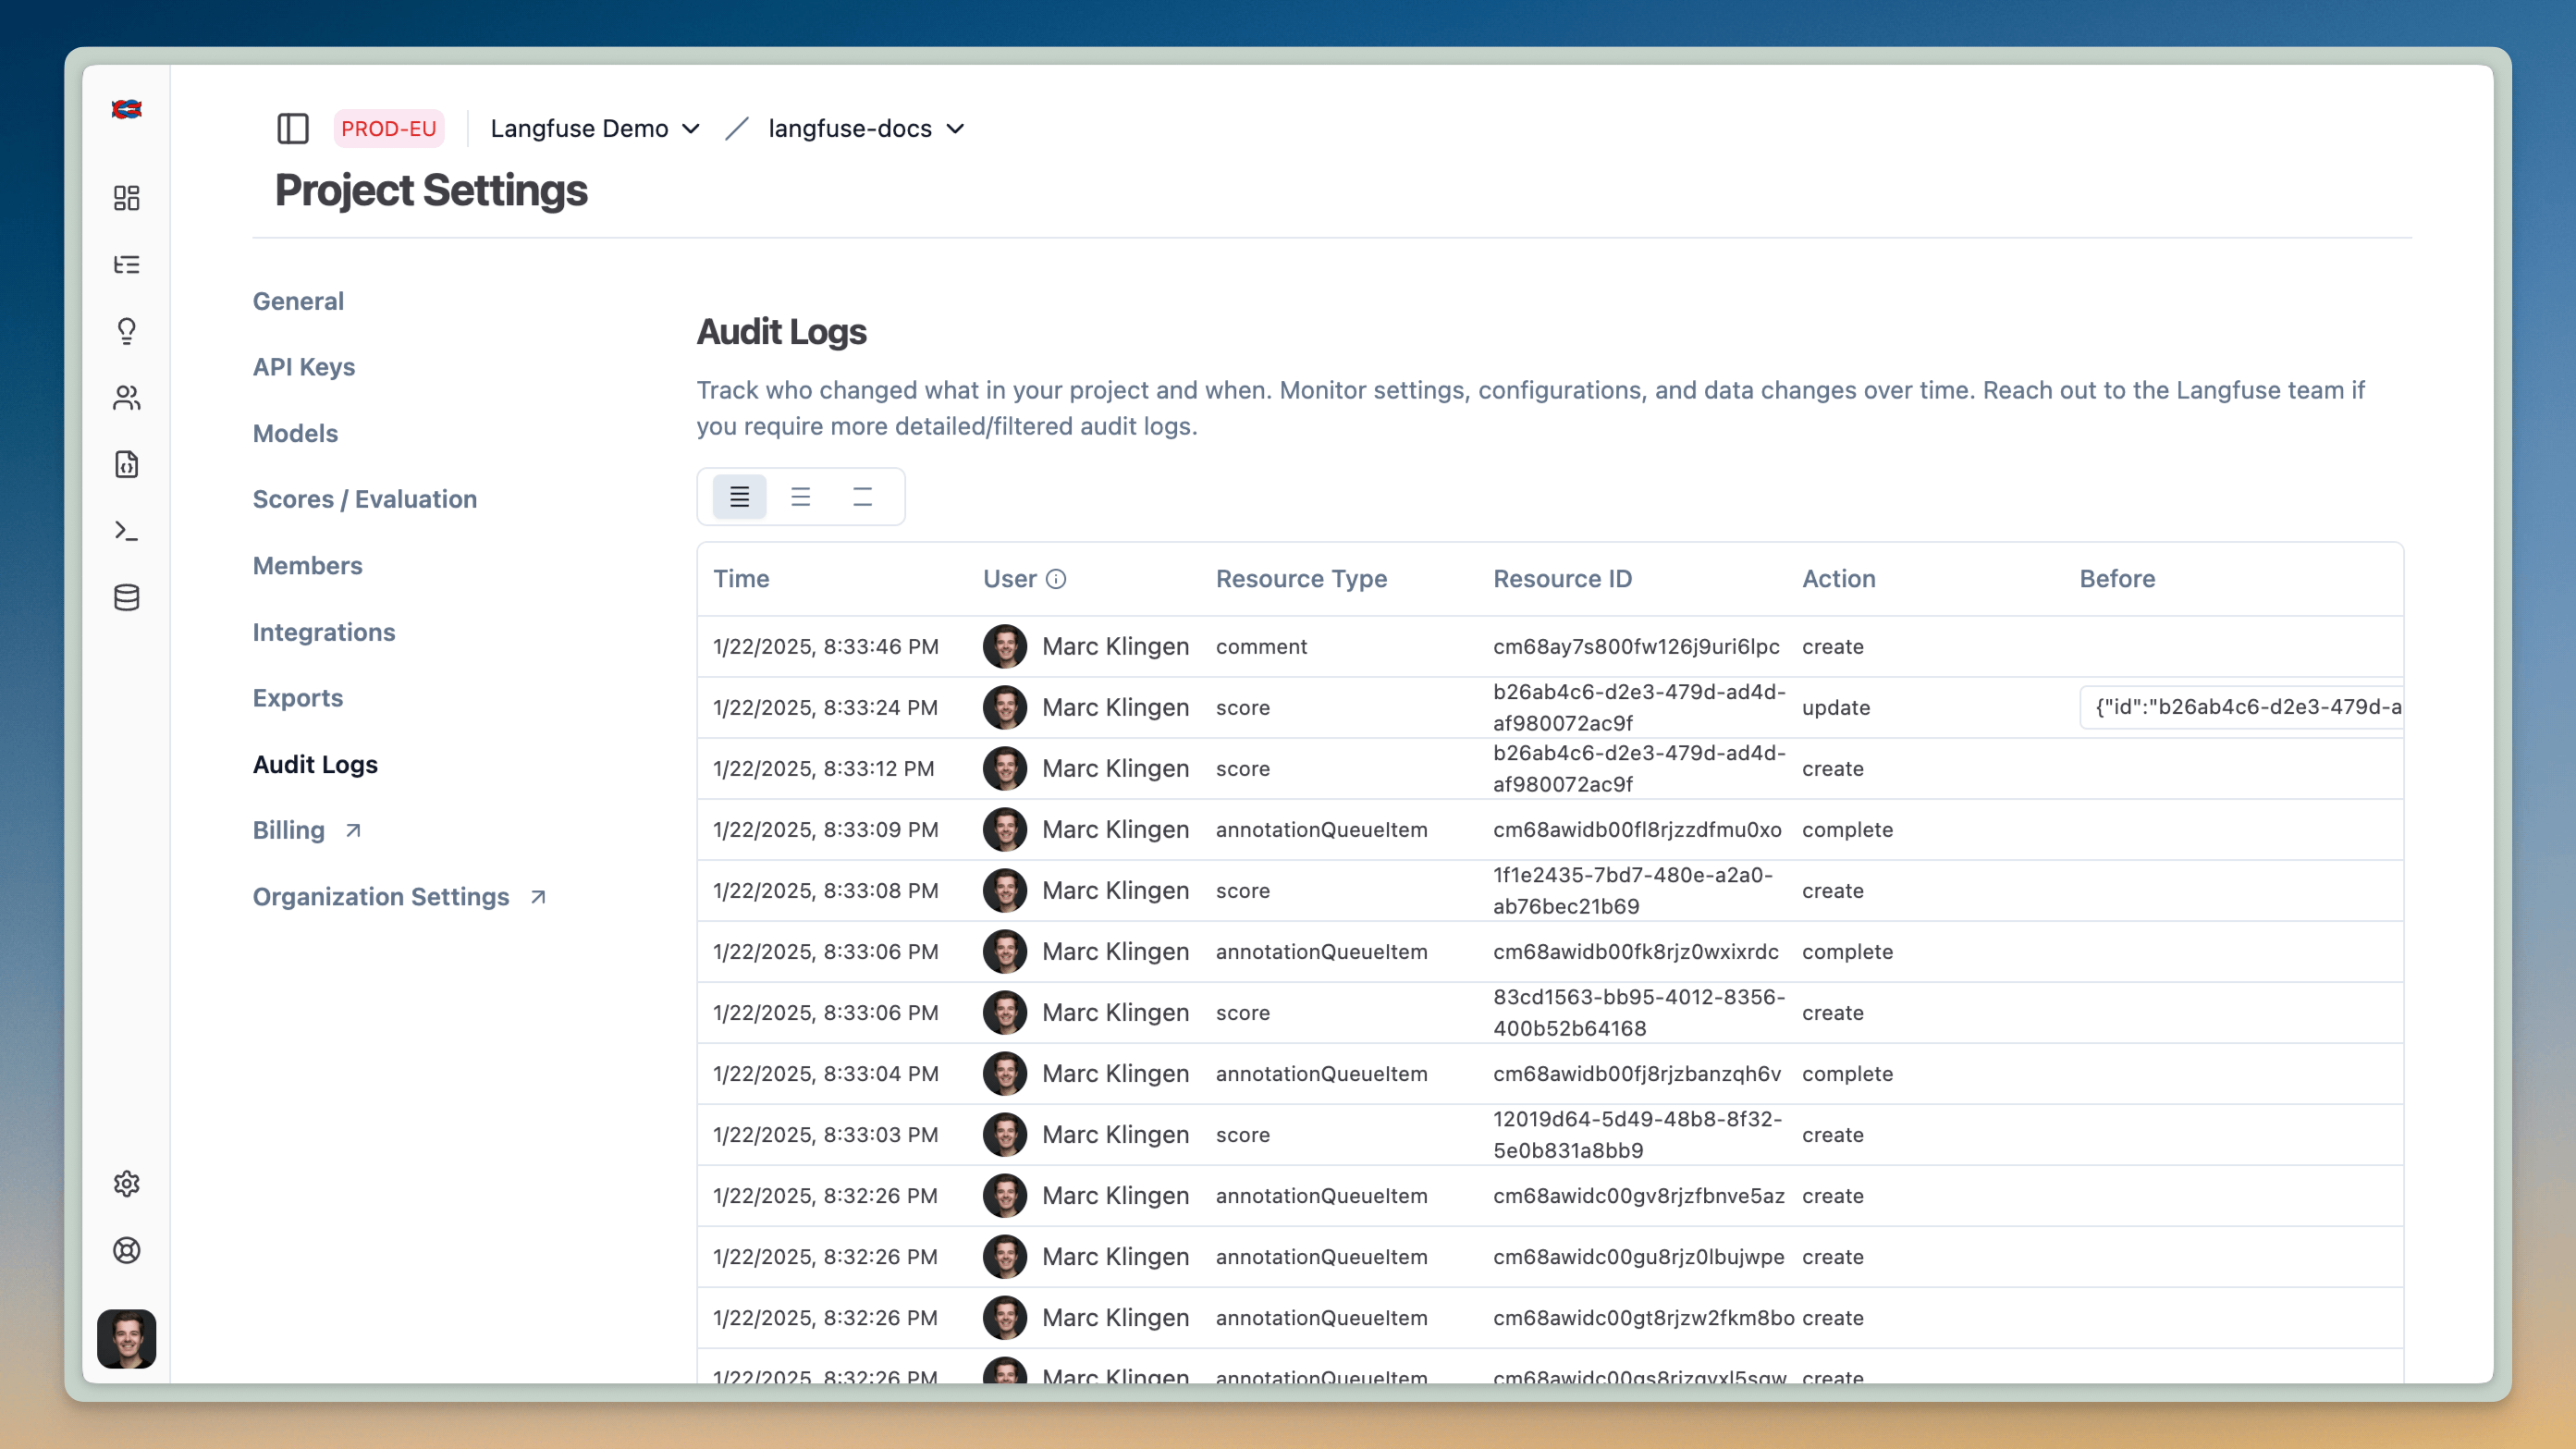 PROD-EU Langfuse Demo / langfuse-docs
Project Settings
General
API Keys
Models
Scores / Evaluation
Members
Integrations
Exports
Audit Logs
Billing
Organization Settings
Audit Logs
Track who changed what in your project and when. Monitor settings, configurations, and data changes over time. Reach out to the Langfuse team if
you require more detailed/filtered audit logs.
Time User Resource Type Resource ID Action Before
1/22/2025, 8:33:46 PM Marc Klingen comment cm68ay7s800fw126j9uri6lpc create
1/22/2025, 8:33:24 PM Marc Klingen score b26ab4c6-d2e3-479d-ad4d-af980072ac9f update {"id":"b26ab4c6-d2e3-479d-a
1/22/2025, 8:33:12 PM Marc Klingen score b26ab4c6-d2e3-479d-ad4d-af980072ac9f create
1/22/2025, 8:33:09 PM Marc Klingen annotationQueueItem cm68awidb00fl8rjzzdfmu0xo complete
1/22/2025, 8:33:08 PM Marc Klingen score 1f1e2435-7bd7-480e-a2a0-ab76bec21b69 create
1/22/2025, 8:33:06 PM Marc Klingen annotationQueueItem cm68awidb00fk8rjz0wxixrdc complete
1/22/2025, 8:33:06 PM Marc Klingen score 83cd1563-bb95-4012-8356-400b52b64168 create
1/22/2025, 8:33:04 PM Marc Klingen annotationQueueItem cm68awidb00fj8rjzbanzqh6v complete
1/22/2025, 8:33:03 PM Marc Klingen score 12019d64-5d49-48b8-8f32-5e0b831a8bb9 create
1/22/2025, 8:32:26 PM Marc Klingen annotationQueueItem cm68awidc00gv8rjzfbnve5az create
1/22/2025, 8:32:26 PM Marc Klingen annotationQueueItem cm68awidc00gu8rjz0lbujwpe create
1/22/2025, 8:32:26 PM Marc Klingen annotationQueueItem cm68awidc00gt8rjzw2fkm8bo create
1/22/2025, 8:32:26 PM Marc Klingen annotationQueueItem create